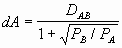 dA = D_AB / (1 + √(P_B / P_A))